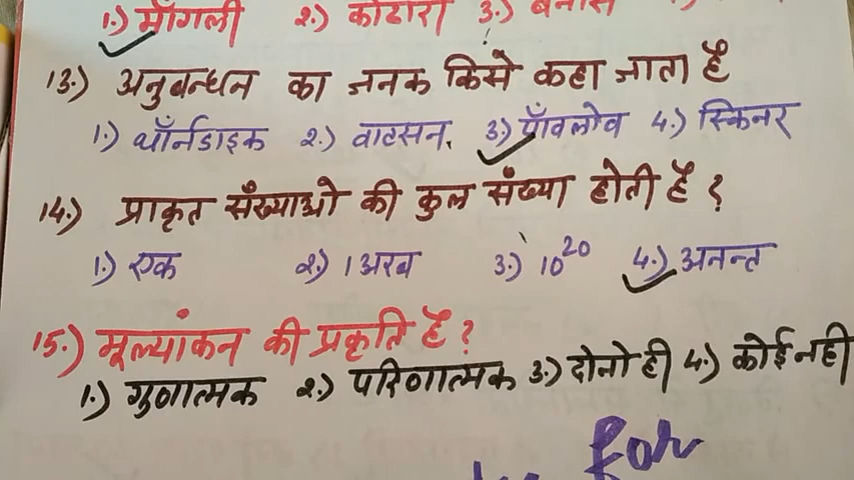 1.) माँगली 2.) कोटारी 3.) बनास
13.) अनुबन्धन का जनक किसे कहा जाता है
1.) थॉर्नडाइक 2.) वाटसन. 3.) पाँवलोव 4.) स्किनर
14.) प्राकृत सँख्याओ की कुल सँख्या होती है ?
1.) एक 2.) 1 अरब 3.) 10²⁰ 4.) अनन्त
15.) मूल्यांकन की प्रकृति है ?
1.) गुणात्मक 2.) परिणात्मक 3.) दोनो ही 4.) कोई नही
for